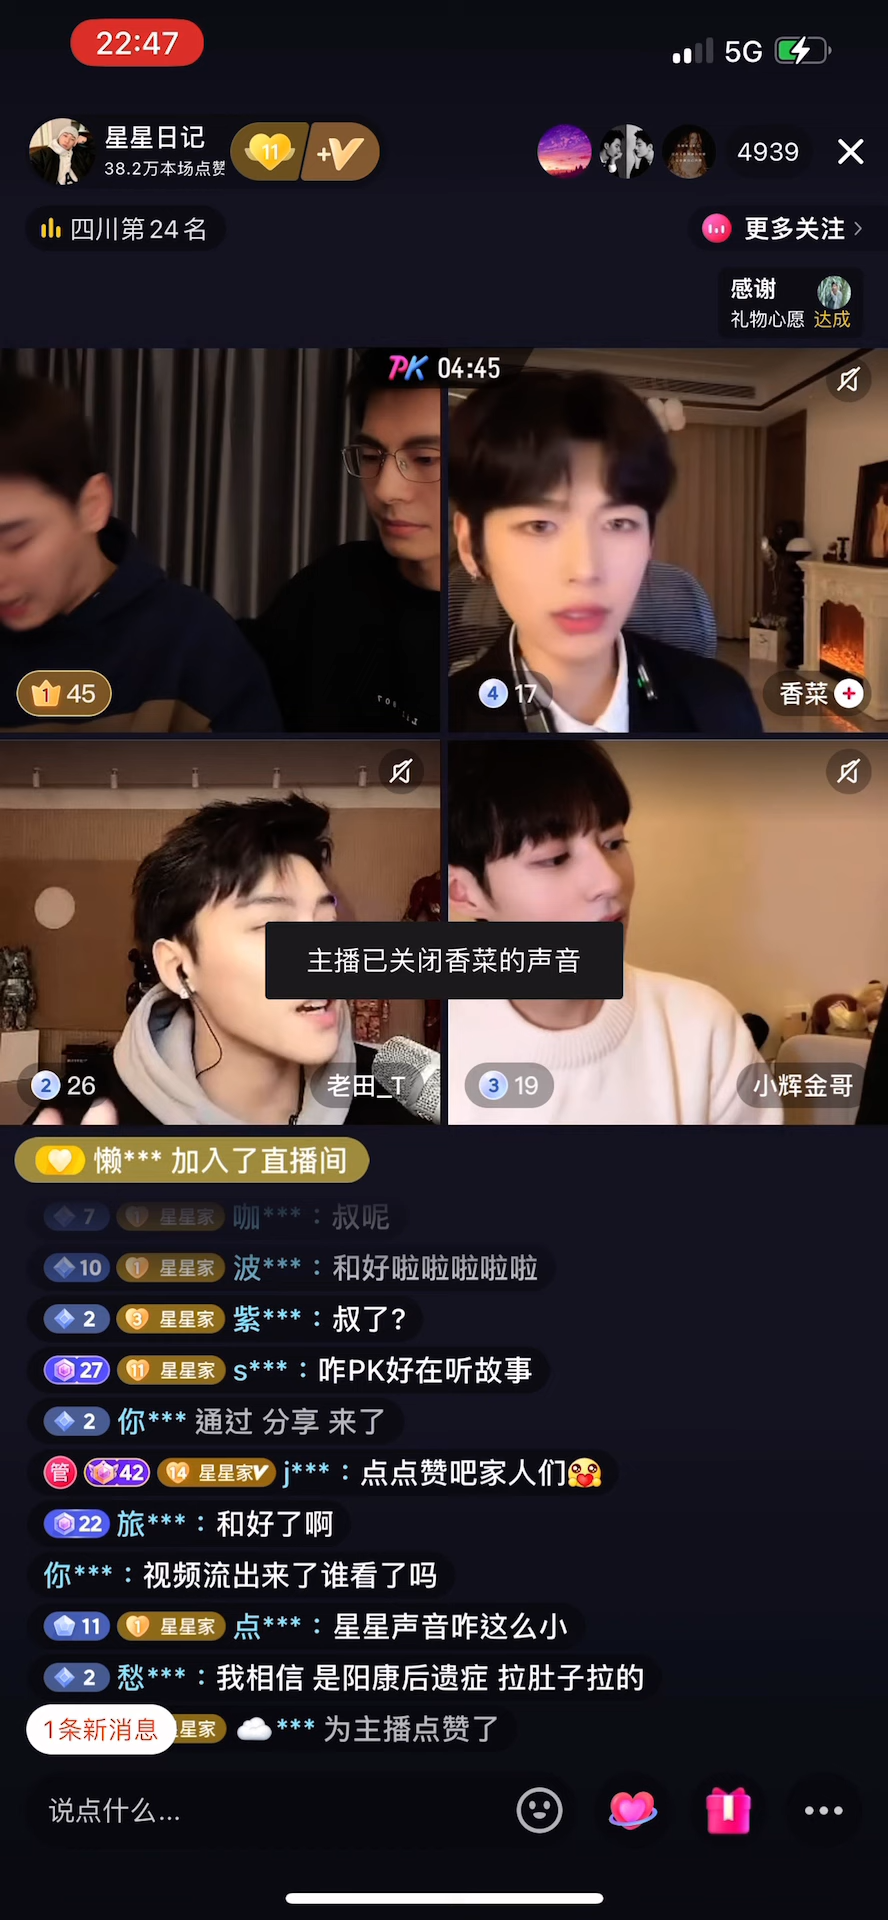 22:47
5G
星星日记
38.2万本场点赞
11
+V
4939
四川第24名
更多关注
感谢
礼物心愿 达成
PK 04:45
1 45
4 17
香菜
主播已关闭香菜的声音
2 26
老田_T
3 19
小辉金哥
懒*** 加入了直播间
7 1 星星家 咖***：叔呢
10 1 星星家 波***：和好啦啦啦啦啦
2 3 星星家 紫***：叔了?
27 11 星星家 s***：咋PK好在听故事
2 你*** 通过 分享 来了
管 42 14 星星家V j***：点点赞吧家人们
22 旅***：和好了啊
你***：视频流出来了谁看了吗
11 1 星星家 点***：星星声音咋这么小
2 愁***：我相信 是阳康后遗症 拉肚子拉的
1条新消息 星家 ☁️*** 为主播点赞了
说点什么...